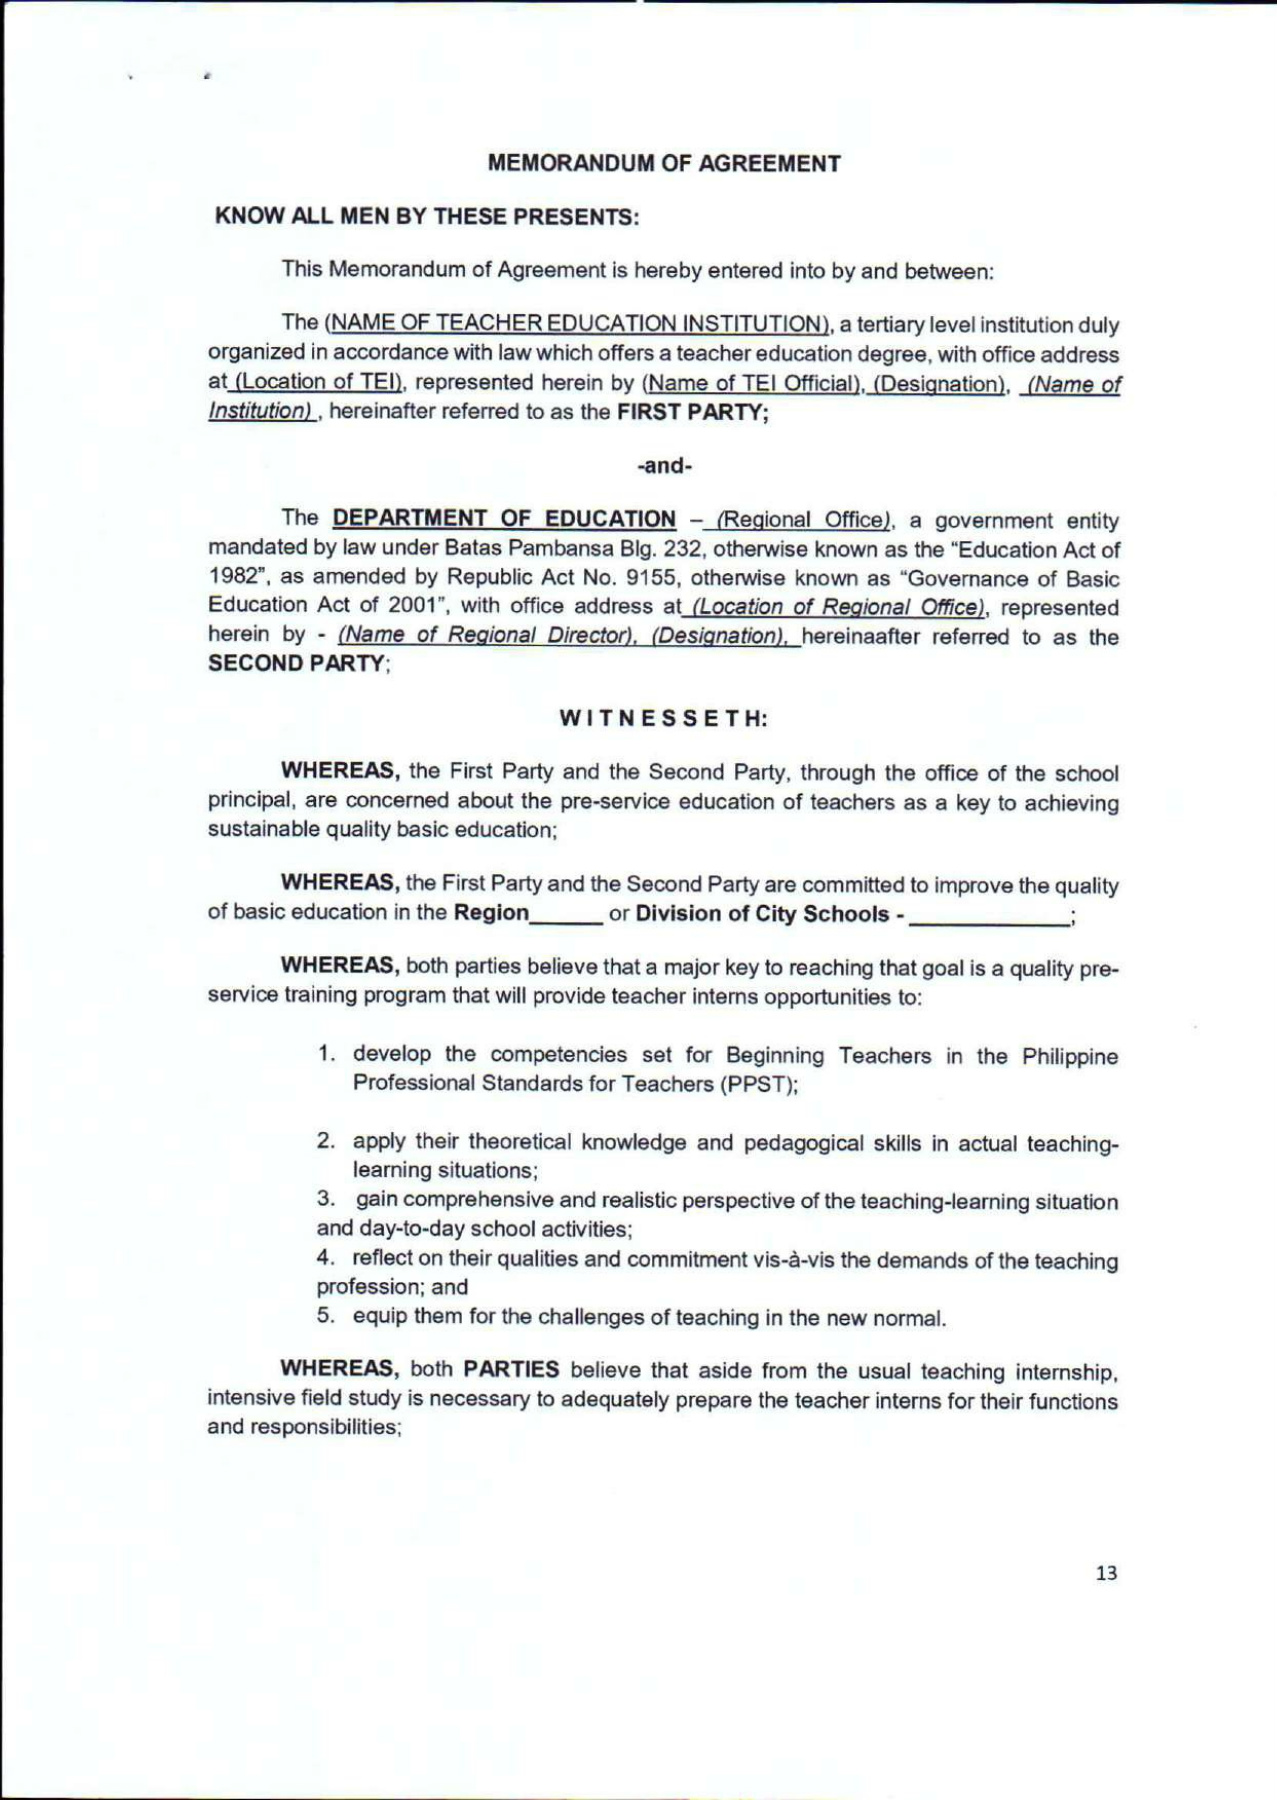 MEMORANDUM OF AGREEMENT
KNOW ALL MEN BY THESE PRESENTS:
This Memorandum of Agreement is hereby entered into by and between:
The (NAME OF TEACHER EDUCATION INSTITUTION), a tertiary level institution duly
organized in accordance with law which offers a teacher education degree, with office address
at (Location of TEI), represented herein by (Name of TEI Official), (Designation), (Name of
Institution) , hereinafter referred to as the FIRST PARTY;
-and-
The DEPARTMENT OF EDUCATION – (Regional Office), a government entity
mandated by law under Batas Pambansa Blg. 232, otherwise known as the “Education Act of
1982”, as amended by Republic Act No. 9155, otherwise known as “Governance of Basic
Education Act of 2001”, with office address at (Location of Regional Office), represented
herein by - (Name of Regional Director), (Designation), hereinaafter referred to as the
SECOND PARTY;
W I T N E S S E T H:
WHEREAS, the First Party and the Second Party, through the office of the school
principal, are concerned about the pre-service education of teachers as a key to achieving
sustainable quality basic education;
WHEREAS, the First Party and the Second Party are committed to improve the quality
of basic education in the Region______ or Division of City Schools - _____________;
WHEREAS, both parties believe that a major key to reaching that goal is a quality pre-
service training program that will provide teacher interns opportunities to:
1. develop the competencies set for Beginning Teachers in the Philippine
Professional Standards for Teachers (PPST);
2. apply their theoretical knowledge and pedagogical skills in actual teaching-
learning situations;
3. gain comprehensive and realistic perspective of the teaching-learning situation
and day-to-day school activities;
4. reflect on their qualities and commitment vis-à-vis the demands of the teaching
profession; and
5. equip them for the challenges of teaching in the new normal.
WHEREAS, both PARTIES believe that aside from the usual teaching internship,
intensive field study is necessary to adequately prepare the teacher interns for their functions
and responsibilities;
13